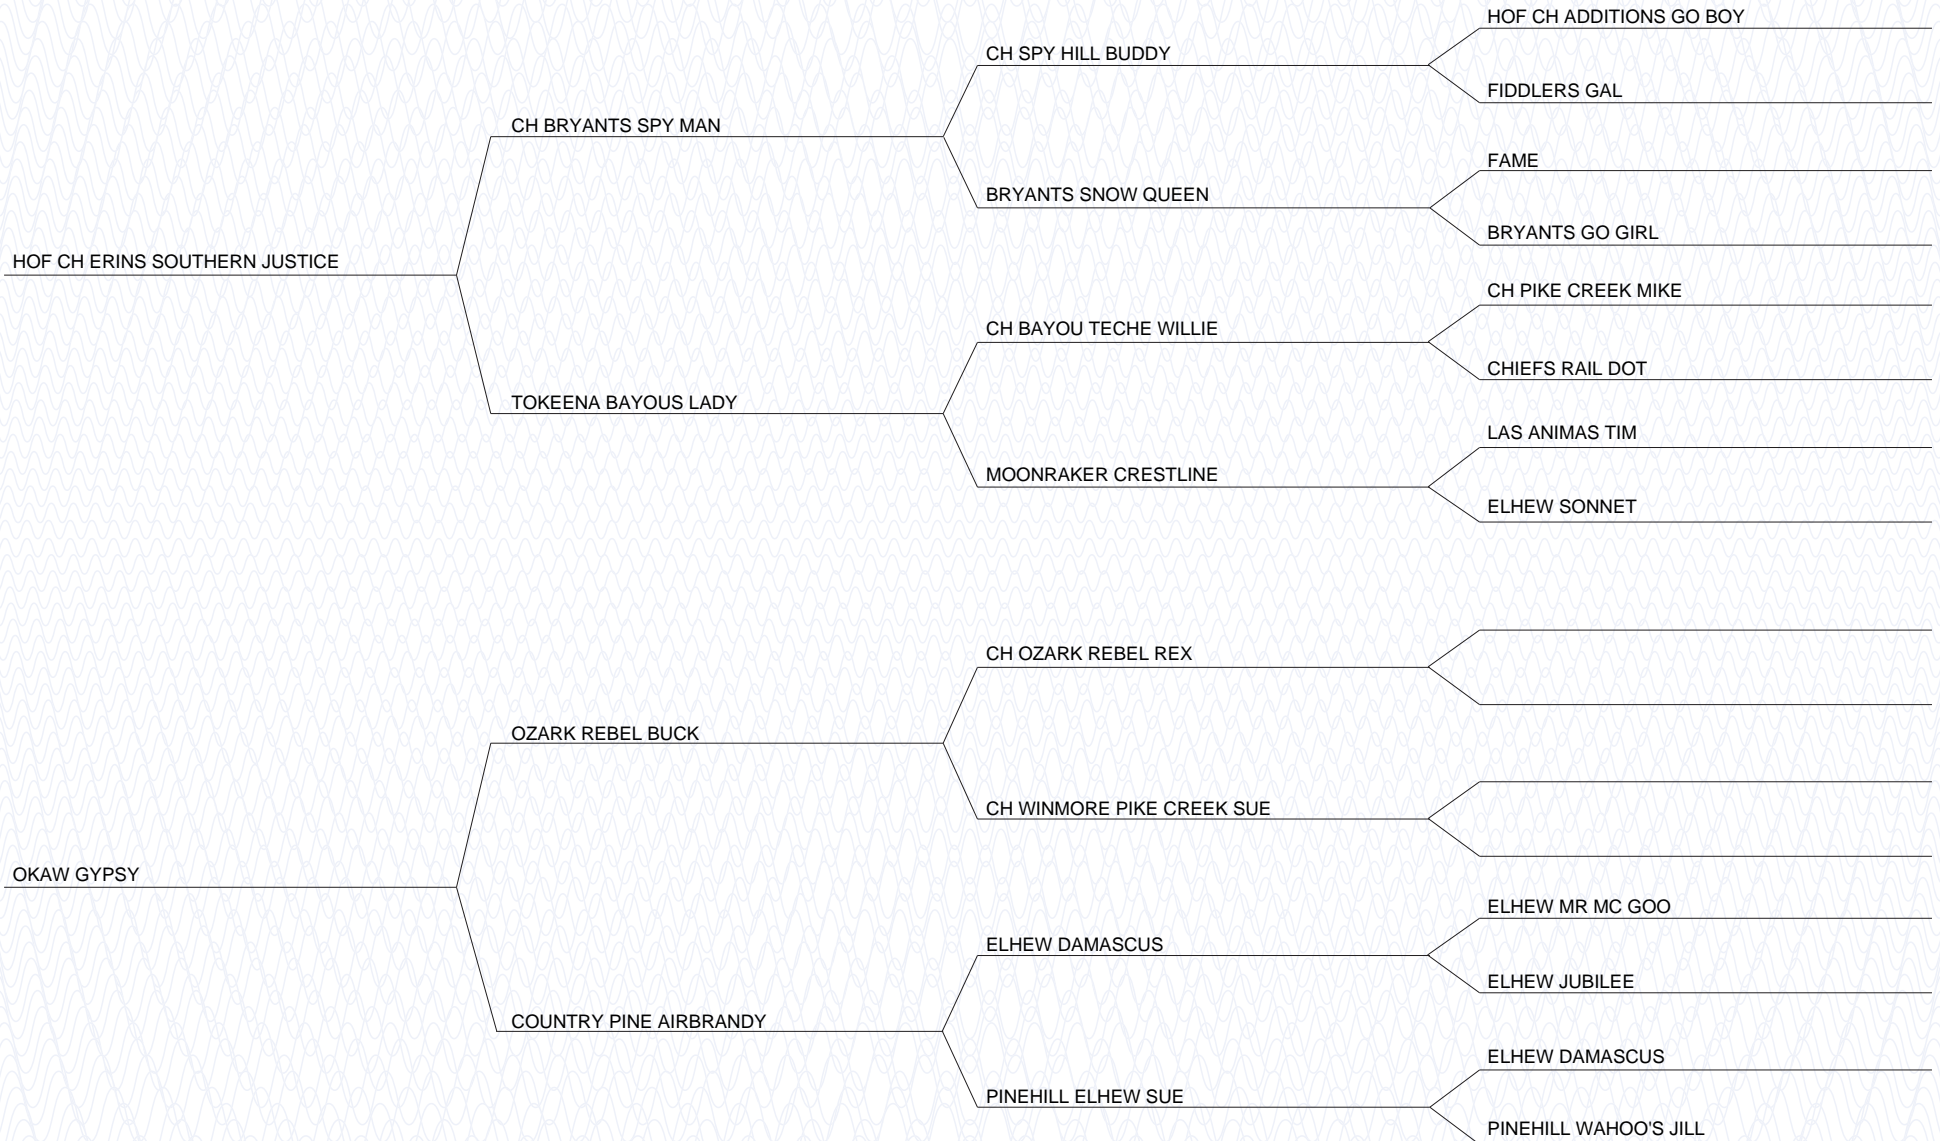 HOF CH ADDITIONS GO BOY
CH SPY HILL BUDDY
FIDDLERS GAL
CH BRYANTS SPY MAN
FAME
BRYANTS SNOW QUEEN
BRYANTS GO GIRL
HOF CH ERINS SOUTHERN JUSTICE
CH PIKE CREEK MIKE
CH BAYOU TECHE WILLIE
CHIEFS RAIL DOT
TOKEENA BAYOUS LADY
LAS ANIMAS TIM
MOONRAKER CRESTLINE
ELHEW SONNET
CH OZARK REBEL REX
OZARK REBEL BUCK
CH WINMORE PIKE CREEK SUE
OKAW GYPSY
ELHEW MR MC GOO
ELHEW DAMASCUS
ELHEW JUBILEE
COUNTRY PINE AIRBRANDY
ELHEW DAMASCUS
PINEHILL ELHEW SUE
PINEHILL WAHOO'S JILL